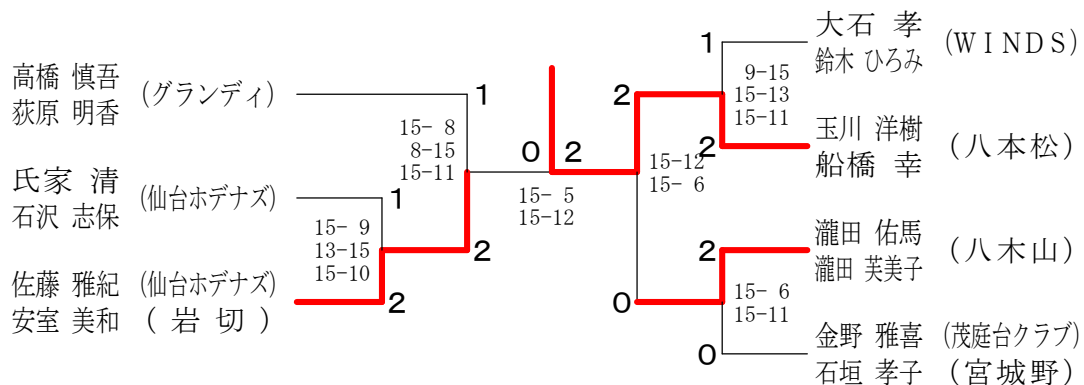 高橋 慎吾
荻原 明香
(グランディ)
1
15- 8
8-15
15-11
氏家 清
石沢 志保
(仙台ホデナズ)
1
15- 9
13-15
15-10
2
佐藤 雅紀
安室 美和
(仙台ホデナズ)
(岩切)
2
0
2
15- 5
15-12
大石 孝
鈴木 ひろみ
(WINDS)
1
9-15
15-13
15-11
2
玉川 洋樹
船橋 幸
(八本松)
2
15-12
15- 6
瀧田 佑馬
瀧田 芙美子
(八木山)
2
15- 6
15-11
0
金野 雅喜
石垣 孝子
(茂庭台クラブ)
(宮城野)
0